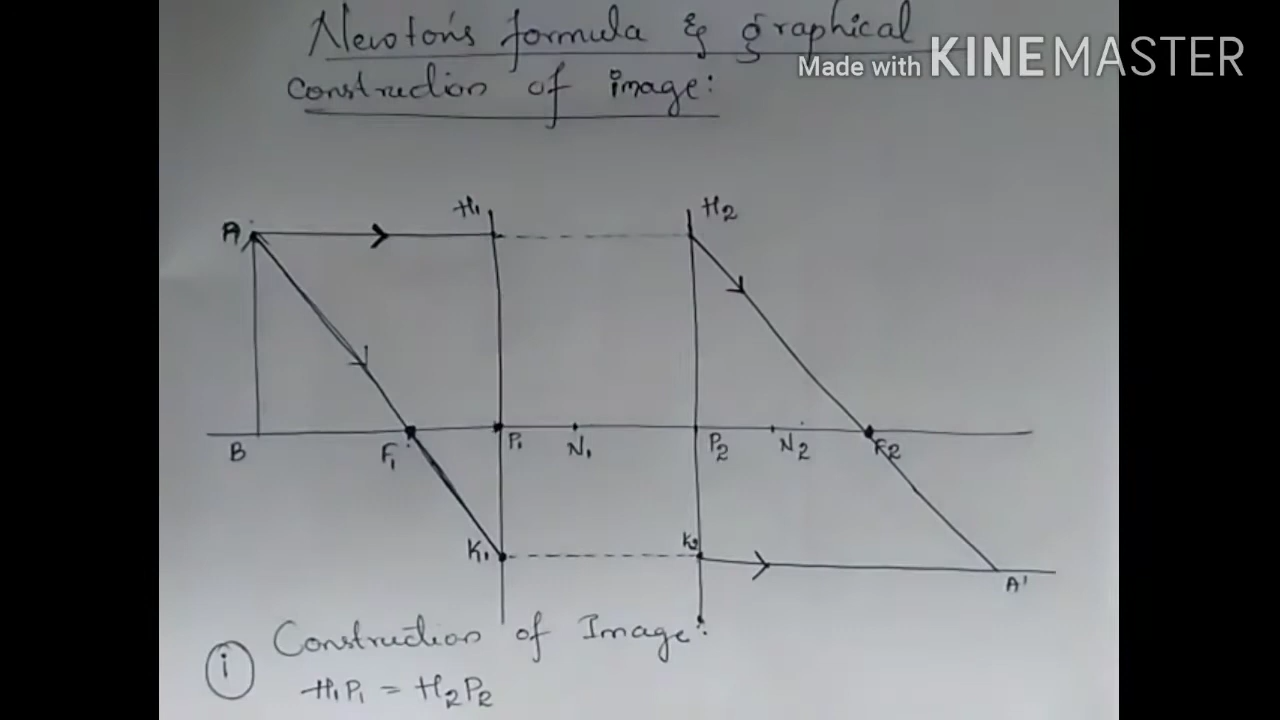 Newton's formula & graphical
construction of image:
Made with KINEMASTER
A H₁ H₂
B F₁ P₁ N₁ P₂ N₂ F₂
K₁ K₂ A'
i Construction of Image:
H₁P₁ = H₂P₂